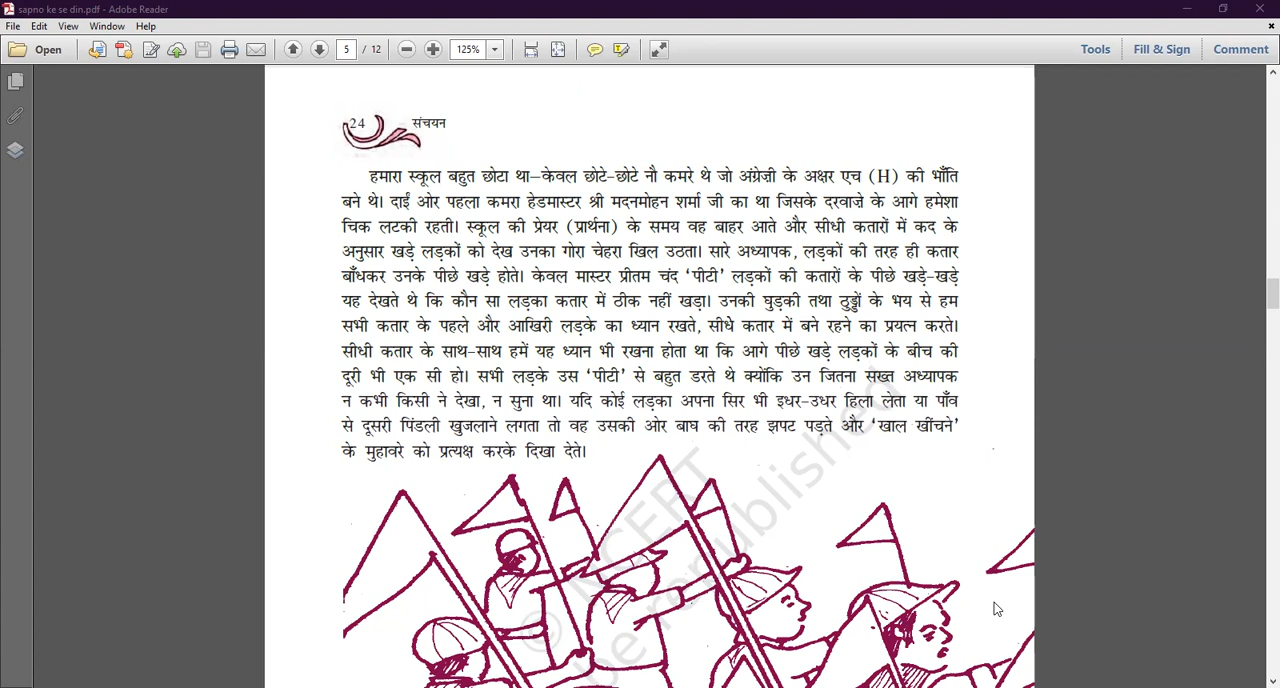 sapno ke se din.pdf - Adobe Reader
File Edit View Window Help
Open 5 / 12 125% Tools Fill & Sign Comment
24 संचयन
हमारा स्कूल बहुत छोटा था—केवल छोटे-छोटे नौ कमरे थे जो अंग्रेज़ी के अक्षर एच (H) की भाँति
बने थे। दाईं ओर पहला कमरा हेडमास्टर श्री मदनमोहन शर्मा जी का था जिसके दरवाज़े के आगे हमेशा
चिक लटकी रहती। स्कूल की प्रेयर (प्रार्थना) के समय वह बाहर आते और सीधी कतारों में कद के
अनुसार खड़े लड़कों को देख उनका गोरा चेहरा खिल उठता। सारे अध्यापक, लड़कों की तरह ही कतार
बाँधकर उनके पीछे खड़े होते। केवल मास्टर प्रीतम चंद 'पीटी' लड़कों की कतारों के पीछे खड़े-खड़े
यह देखते थे कि कौन सा लड़का कतार में ठीक नहीं खड़ा। उनकी घुड़की तथा ठुड्डों के भय से हम
सभी कतार के पहले और आखिरी लड़के का ध्यान रखते, सीधे कतार में बने रहने का प्रयत्न करते।
सीधी कतार के साथ-साथ हमें यह ध्यान भी रखना होता था कि आगे पीछे खड़े लड़कों के बीच की
दूरी भी एक सी हो। सभी लड़के उस 'पीटी' से बहुत डरते थे क्योंकि उन जितना सख्त अध्यापक
न कभी किसी ने देखा, न सुना था। यदि कोई लड़का अपना सिर भी इधर-उधर हिला लेता या पाँव
से दूसरी पिंडली खुजलाने लगता तो वह उसकी ओर बाघ की तरह झपट पड़ते और 'खाल खींचने'
के मुहावरे को प्रत्यक्ष करके दिखा देते।
© NCERT
be republished